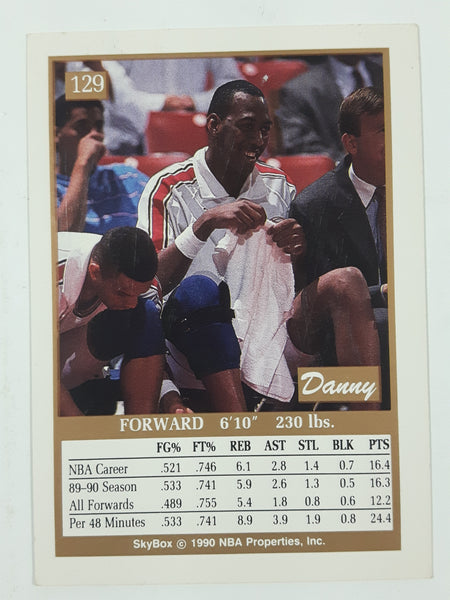 129
Danny
FORWARD 6'10" 230 lbs.
FG% FT% REB AST STL BLK PTS
NBA Career .521 .746 6.1 2.8 1.4 0.7 16.4
89-90 Season .533 .741 5.9 2.6 1.3 0.5 16.3
All Forwards .489 .755 5.4 1.8 0.8 0.6 12.2
Per 48 Minutes .533 .741 8.9 3.9 1.9 0.8 24.4
SkyBox © 1990 NBA Properties, Inc.